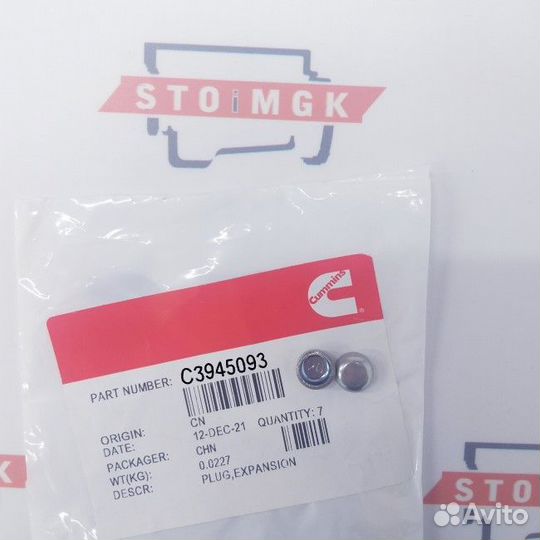 STOiMGK
Cummins
PART NUMBER: C3945093
ORIGIN: CN
DATE: 12-DEC-21 QUANTITY: 7
PACKAGER: CHN
WT(KG): 0.0227
DESCR: PLUG,EXPANSION
STOiM
Avito